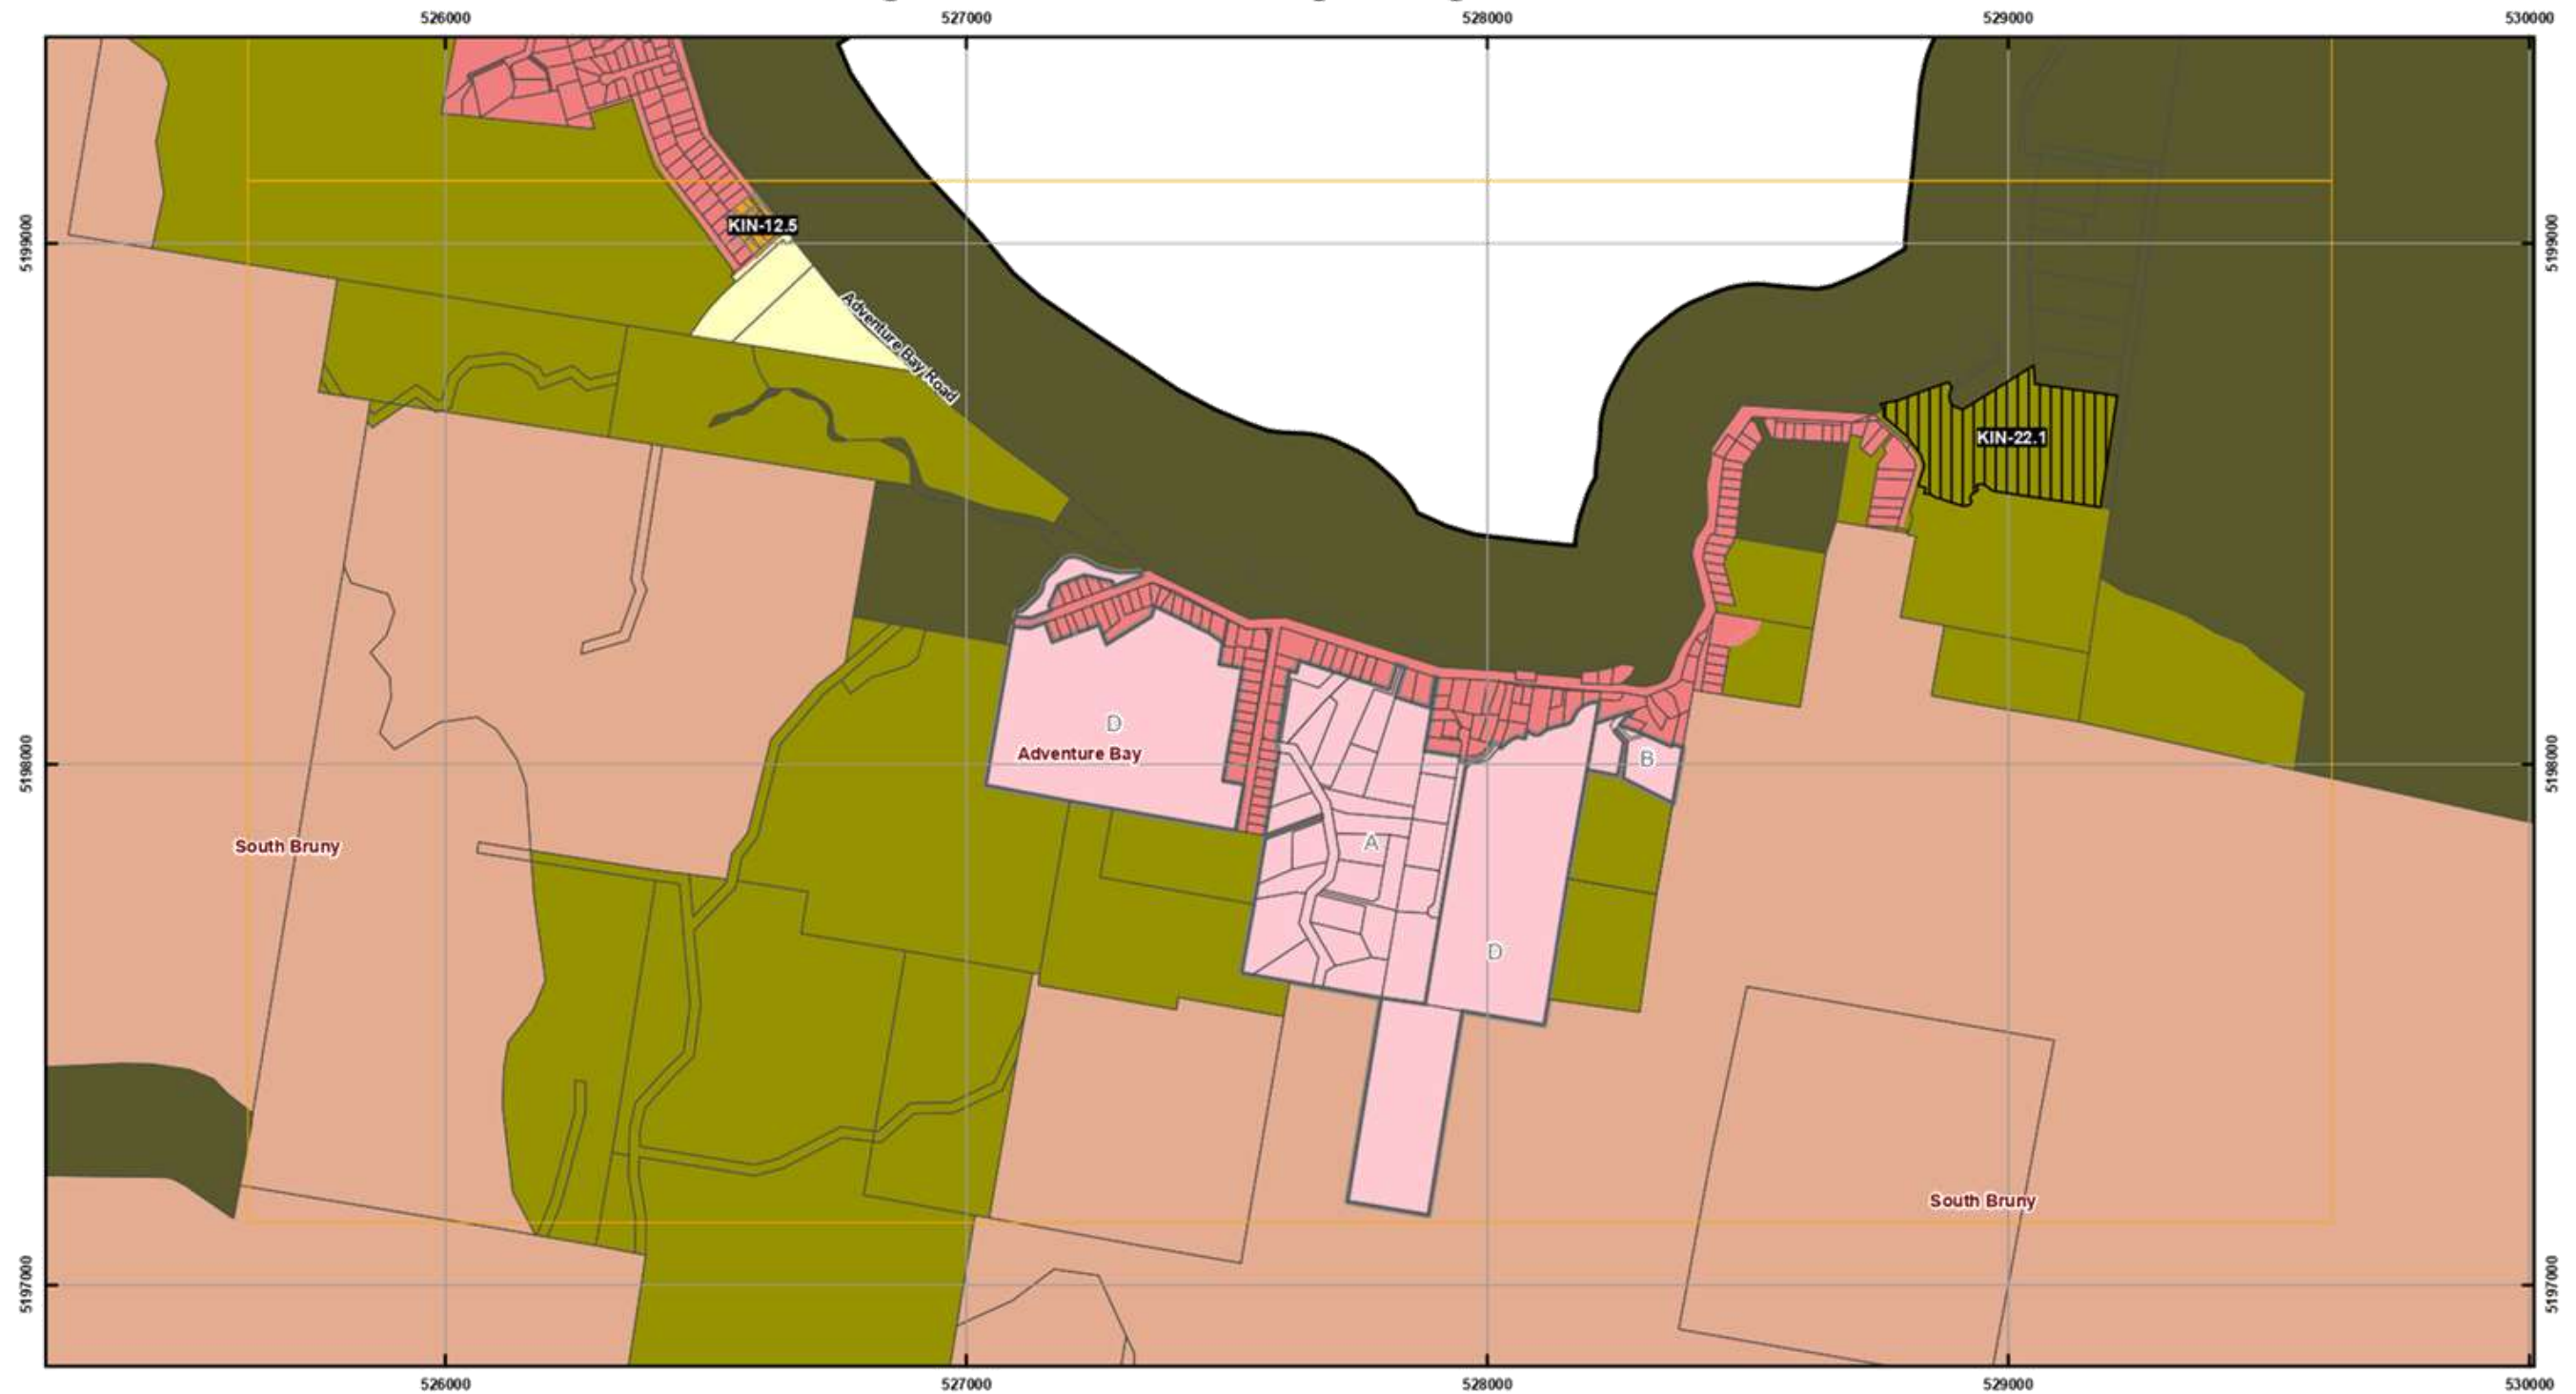 526000 527000 528000 529000 530000
5199000 5199000
KIN-12.5
Adventure Bay Road
KIN-22.1
D
Adventure Bay
B
5198000 5198000
A
South Bruny
D
South Bruny
5197000 5197000
526000 527000 528000 529000 530000